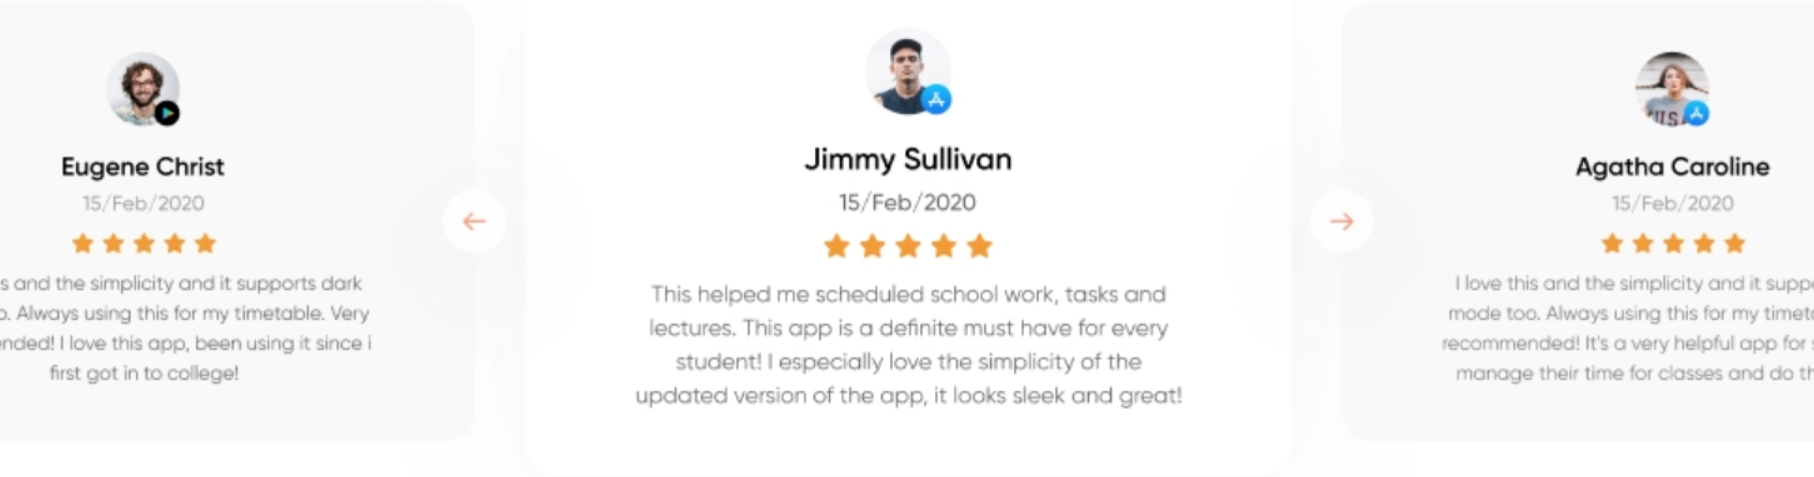 Eugene Christ
15/Feb/2020
s and the simplicity and it supports dark
o. Always using this for my timetable. Very
ended! I love this app, been using it since i
first got in to college!
Jimmy Sullivan
15/Feb/2020
This helped me scheduled school work, tasks and
lectures. This app is a definite must have for every
student! I especially love the simplicity of the
updated version of the app, it looks sleek and great!
Agatha Caroline
15/Feb/2020
I love this and the simplicity and it supp
mode too. Always using this for my timet
recommended! It's a very helpful app for
manage their time for classes and do th